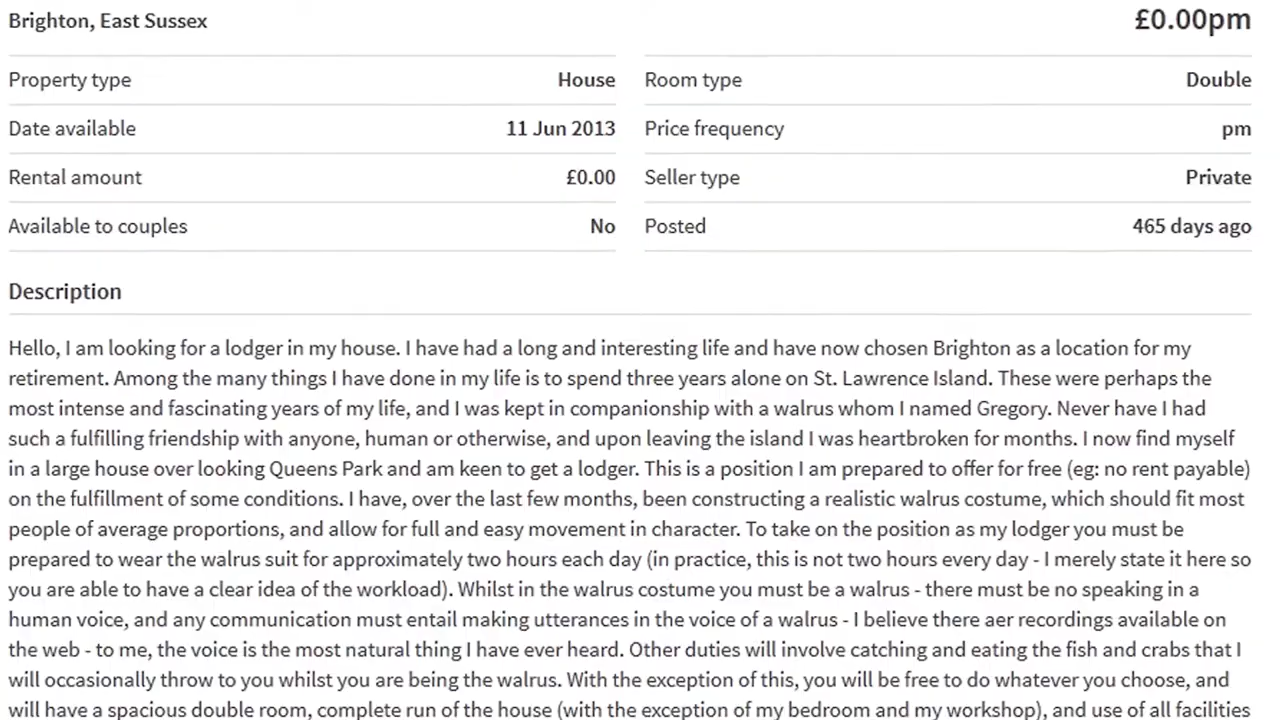 Brighton, East Sussex £0.00pm
Property type House Room type Double
Date available 11 Jun 2013 Price frequency pm
Rental amount £0.00 Seller type Private
Available to couples No Posted 465 days ago
Description
Hello, I am looking for a lodger in my house. I have had a long and interesting life and have now chosen Brighton as a location for my
retirement. Among the many things I have done in my life is to spend three years alone on St. Lawrence Island. These were perhaps the
most intense and fascinating years of my life, and I was kept in companionship with a walrus whom I named Gregory. Never have I had
such a fulfilling friendship with anyone, human or otherwise, and upon leaving the island I was heartbroken for months. I now find myself
in a large house over looking Queens Park and am keen to get a lodger. This is a position I am prepared to offer for free (eg: no rent payable)
on the fulfillment of some conditions. I have, over the last few months, been constructing a realistic walrus costume, which should fit most
people of average proportions, and allow for full and easy movement in character. To take on the position as my lodger you must be
prepared to wear the walrus suit for approximately two hours each day (in practice, this is not two hours every day - I merely state it here so
you are able to have a clear idea of the workload). Whilst in the walrus costume you must be a walrus - there must be no speaking in a
human voice, and any communication must entail making utterances in the voice of a walrus - I believe there aer recordings available on
the web - to me, the voice is the most natural thing I have ever heard. Other duties will involve catching and eating the fish and crabs that I
will occasionally throw to you whilst you are being the walrus. With the exception of this, you will be free to do whatever you choose, and
will have a spacious double room, complete run of the house (with the exception of my bedroom and my workshop), and use of all facilities